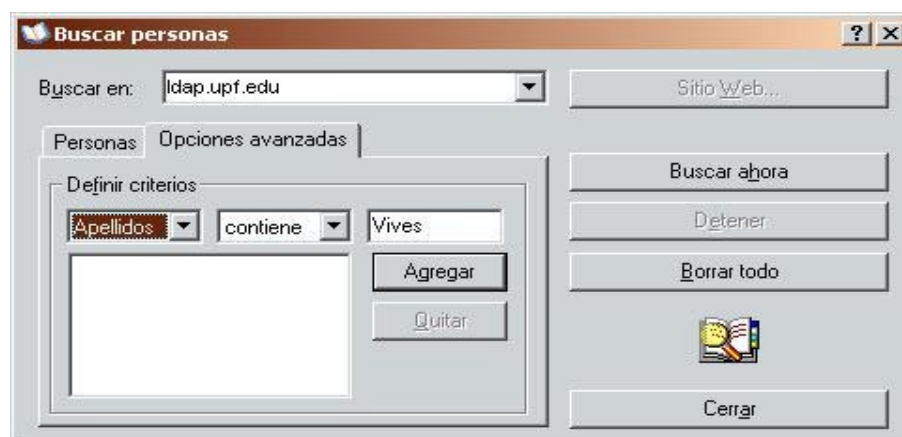 Buscar personas
Buscar en: ldap.upf.edu
Sitio Web...
Personas Opciones avanzadas
Definir criterios
Apellidos contiene Vives
Agregar
Quitar
Buscar ahora
Detener
Borrar todo
Cerrar